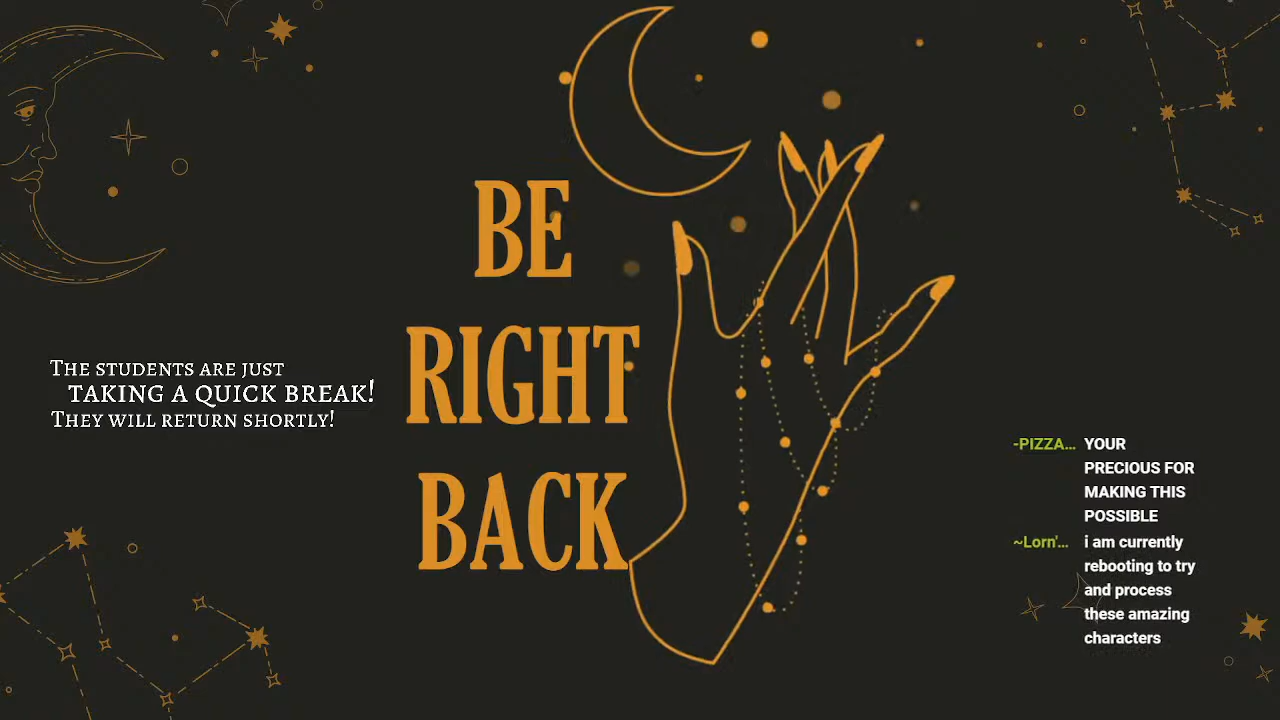 The students are just
taking a quick break!
They will return shortly!
BE
RIGHT
BACK
-PIZZA... YOUR
PRECIOUS FOR
MAKING THIS
POSSIBLE
~Lorn'... i am currently
rebooting to try
and process
these amazing
characters